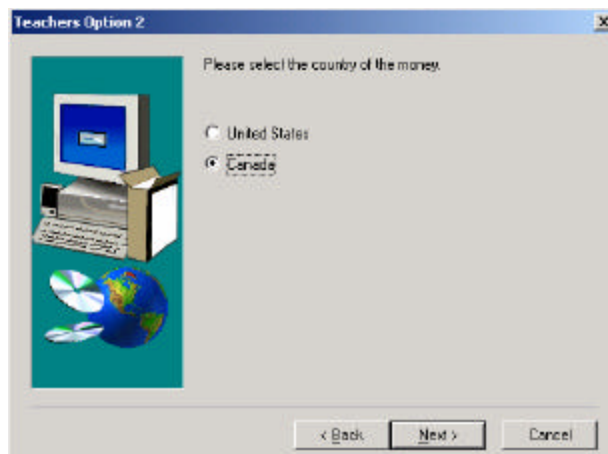 Teachers Option 2
Please select the country of the money.
United States
Canada
< Back
Next >
Cancel